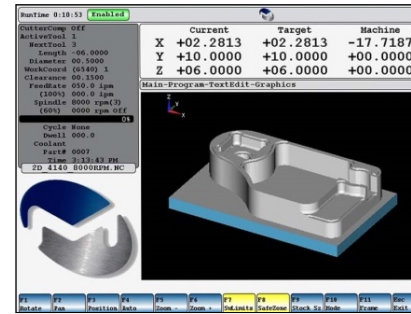 RunTime 0:10:53 Enabled
CutterComp Off
ActiveTool 1
NextTool 3
Length -06.0000
Diameter 00.5000
WorkCoord (G540) 1
Clearance 00.1500
FeedRate 050.0 ipm
(100%) 000.0 ipm
Spindle 8000 rpm(3)
(60%) 0000 rpm Off
0%
Cycle None
Dwell 000.0
Coolant
Part# 0007
Time 3:13:43 PM
2D_4140_8000RPM.NC
Current Target Machine
X +02.2813 +02.2813 -17.7187
Y +10.0000 +10.0000 +00.0000
Z +06.0000 +06.0000 +00.0000
Main-Program-TextEdit-Graphics
Z
Y
X
F1 F2 F3 F4 F5 F6 F7 F8 F9 F10 F11 Esc
Rotate Pan Position Auto Zoom - Zoom + SwLimits SafeZone Stock Sz Mode Frame Exit